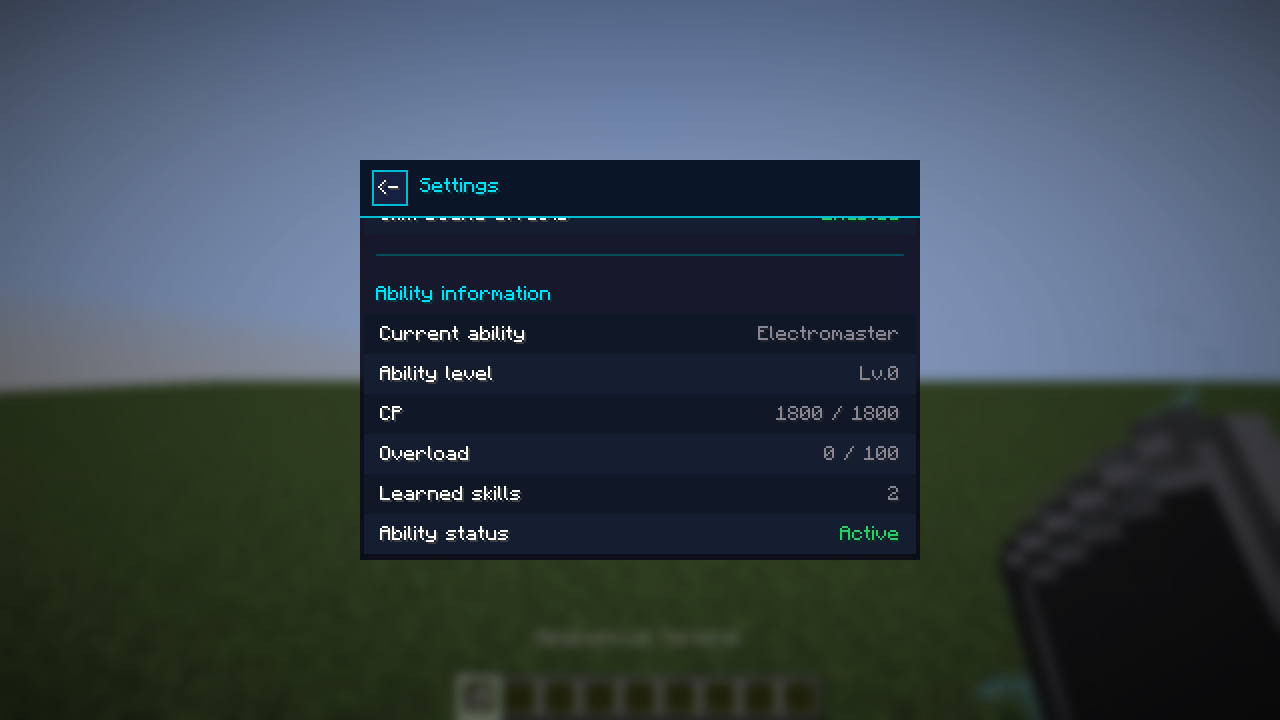 <- Settings
Ability information
Current ability Electromaster
Ability level Lv.0
CP 1800 / 1800
Overload 0 / 100
Learned skills 2
Ability status Active